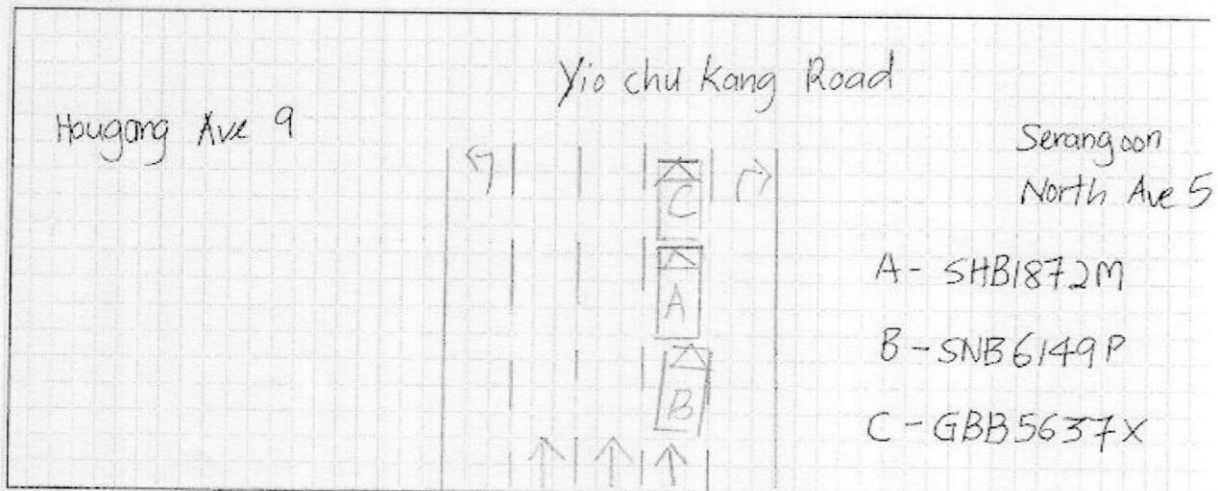 Yio chu kang Road
Hougang Ave 9
Serangoon
North Ave 5
C
A
B
A - SHB1872M
B - SNB6149P
C - GBB5637X